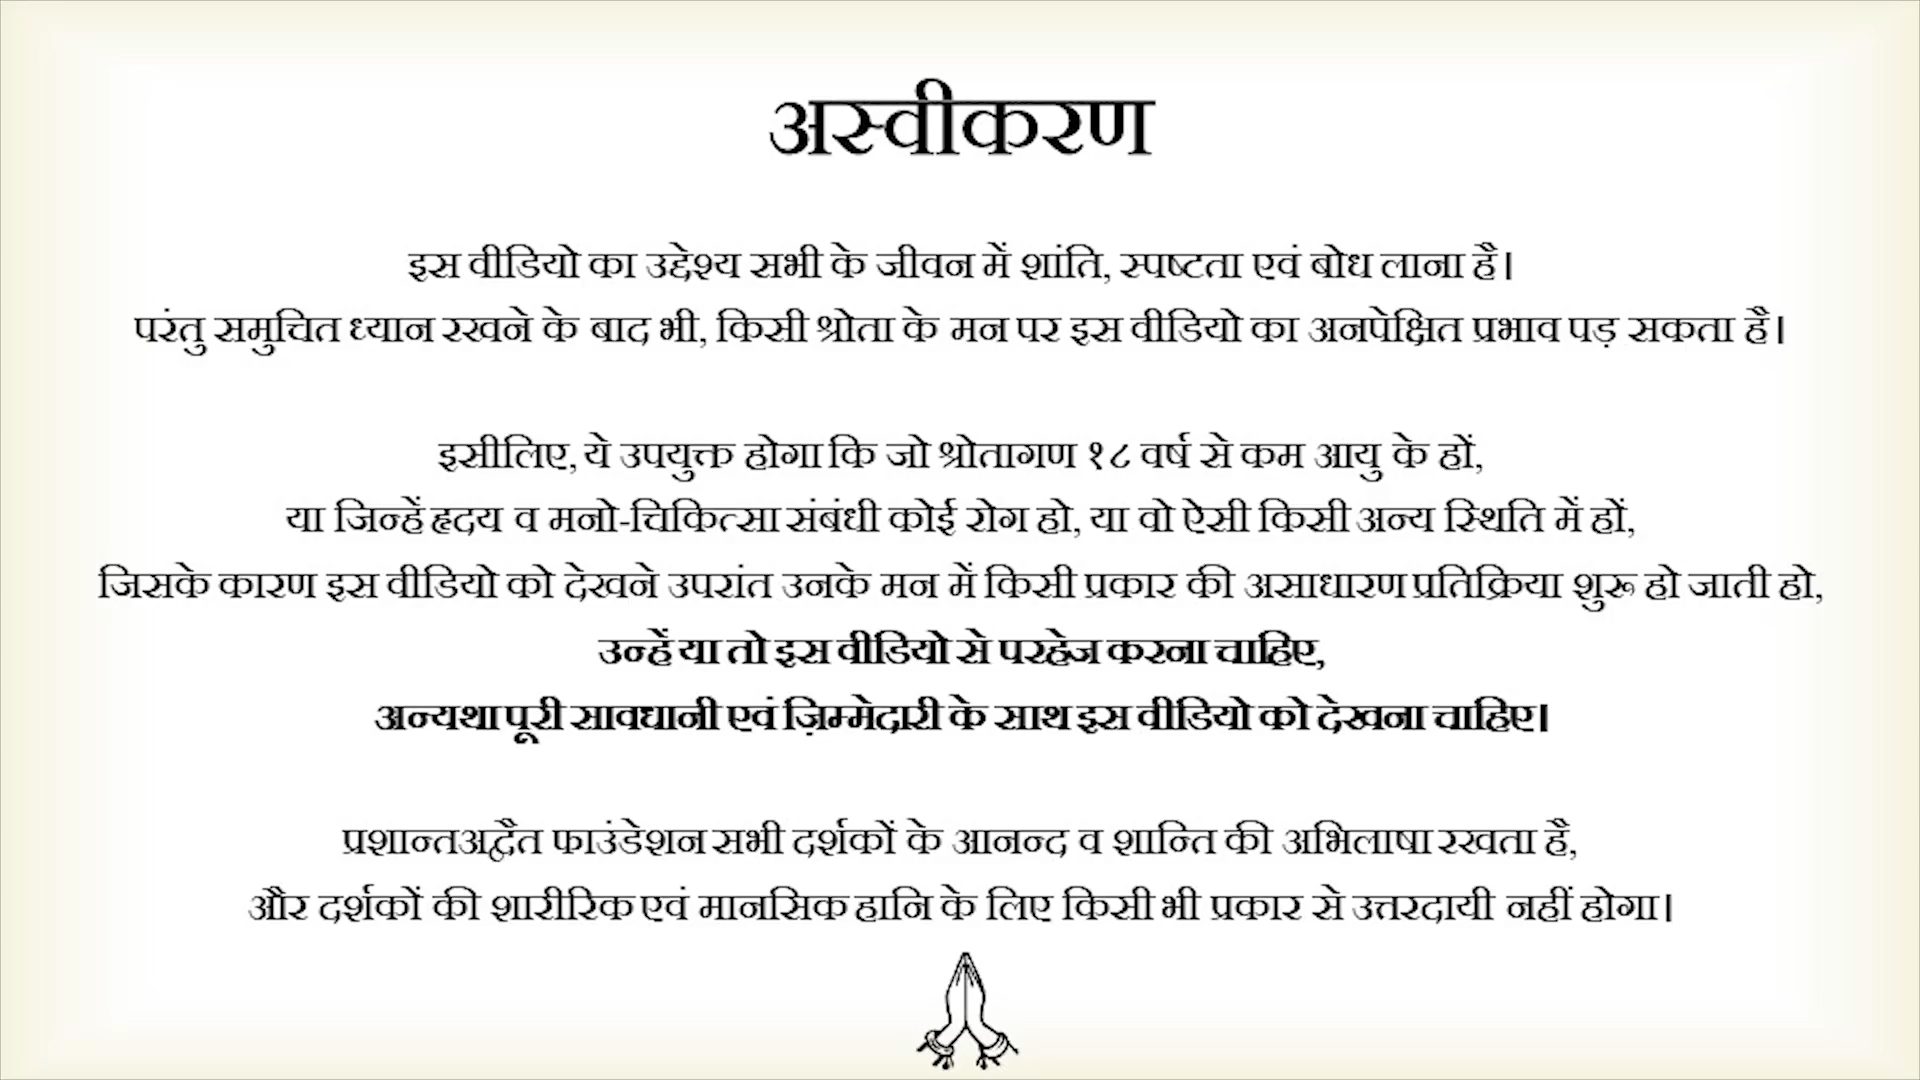 अस्वीकरण
इस वीडियो का उद्देश्य सभी के जीवन में शांति, स्पष्टता एवं बोध लाना है।
परंतु समुचित ध्यान रखने के बाद भी, किसी श्रोता के मन पर इस वीडियो का अनपेक्षित प्रभाव पड़ सकता है।
इसीलिए, ये उपयुक्त होगा कि जो श्रोतागण १८ वर्ष से कम आयु के हों,
या जिन्हें हृदय व मनो-चिकित्सा संबंधी कोई रोग हो, या वो ऐसी किसी अन्य स्थिति में हों,
जिसके कारण इस वीडियो को देखने उपरांत उनके मन में किसी प्रकार की असाधारण प्रतिक्रिया शुरू हो जाती हो,
उन्हें या तो इस वीडियो से परहेज करना चाहिए,
अन्यथा पूरी सावधानी एवं ज़िम्मेदारी के साथ इस वीडियो को देखना चाहिए।
प्रशान्तअद्वैत फाउंडेशन सभी दर्शकों के आनन्द व शान्ति की अभिलाषा रखता है,
और दर्शकों की शारीरिक एवं मानसिक हानि के लिए किसी भी प्रकार से उत्तरदायी नहीं होगा।